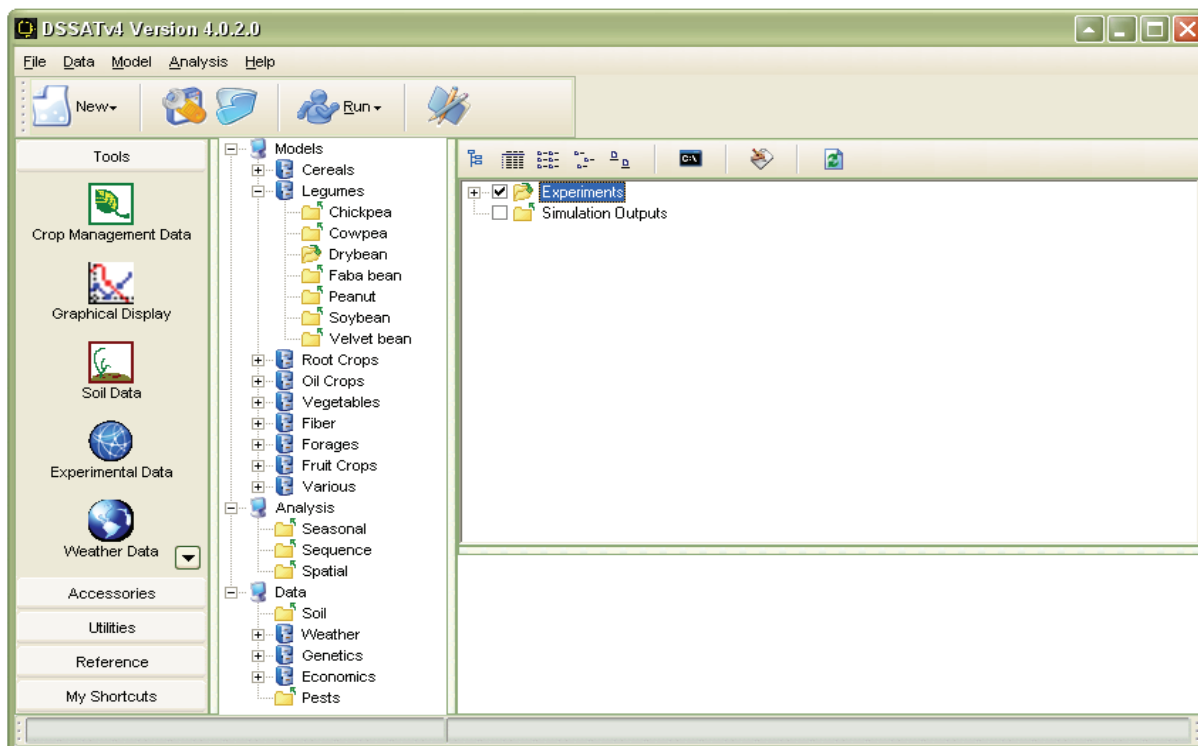 DSSATv4 Version 4.0.2.0
File Data Model Analysis Help
New
Run
Tools
Crop Management Data
Graphical Display
Soil Data
Experimental Data
Weather Data
Accessories
Utilities
Reference
My Shortcuts
Models
Cereals
Legumes
Chickpea
Cowpea
Drybean
Faba bean
Peanut
Soybean
Velvet bean
Root Crops
Oil Crops
Vegetables
Fiber
Forages
Fruit Crops
Various
Analysis
Seasonal
Sequence
Spatial
Data
Soil
Weather
Genetics
Economics
Pests
C:\
Experiments
Simulation Outputs